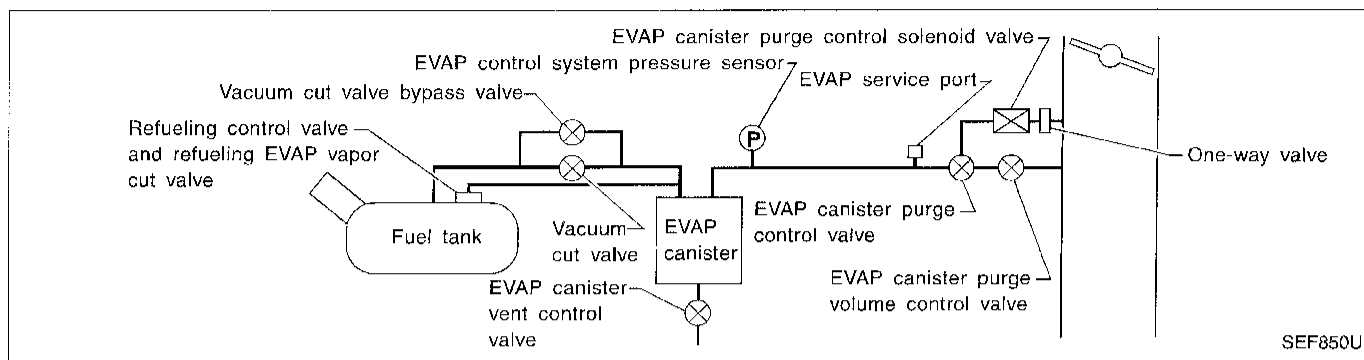 EVAP canister purge control solenoid valve
EVAP control system pressure sensor
EVAP service port
Vacuum cut valve bypass valve
Refueling control valve
and refueling EVAP vapor
cut valve
One-way valve
P
Fuel tank
Vacuum
cut valve
EVAP
canister
EVAP canister purge
control valve
EVAP canister
vent control
valve
EVAP canister purge
volume control valve
SEF850U